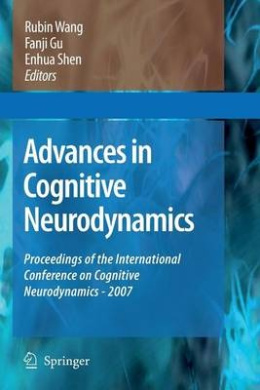 Rubin Wang
Fanji Gu
Enhua Shen
Editors
Advances in
Cognitive
Neurodynamics
Proceedings of the International
Conference on Cognitive
Neurodynamics - 2007
Springer